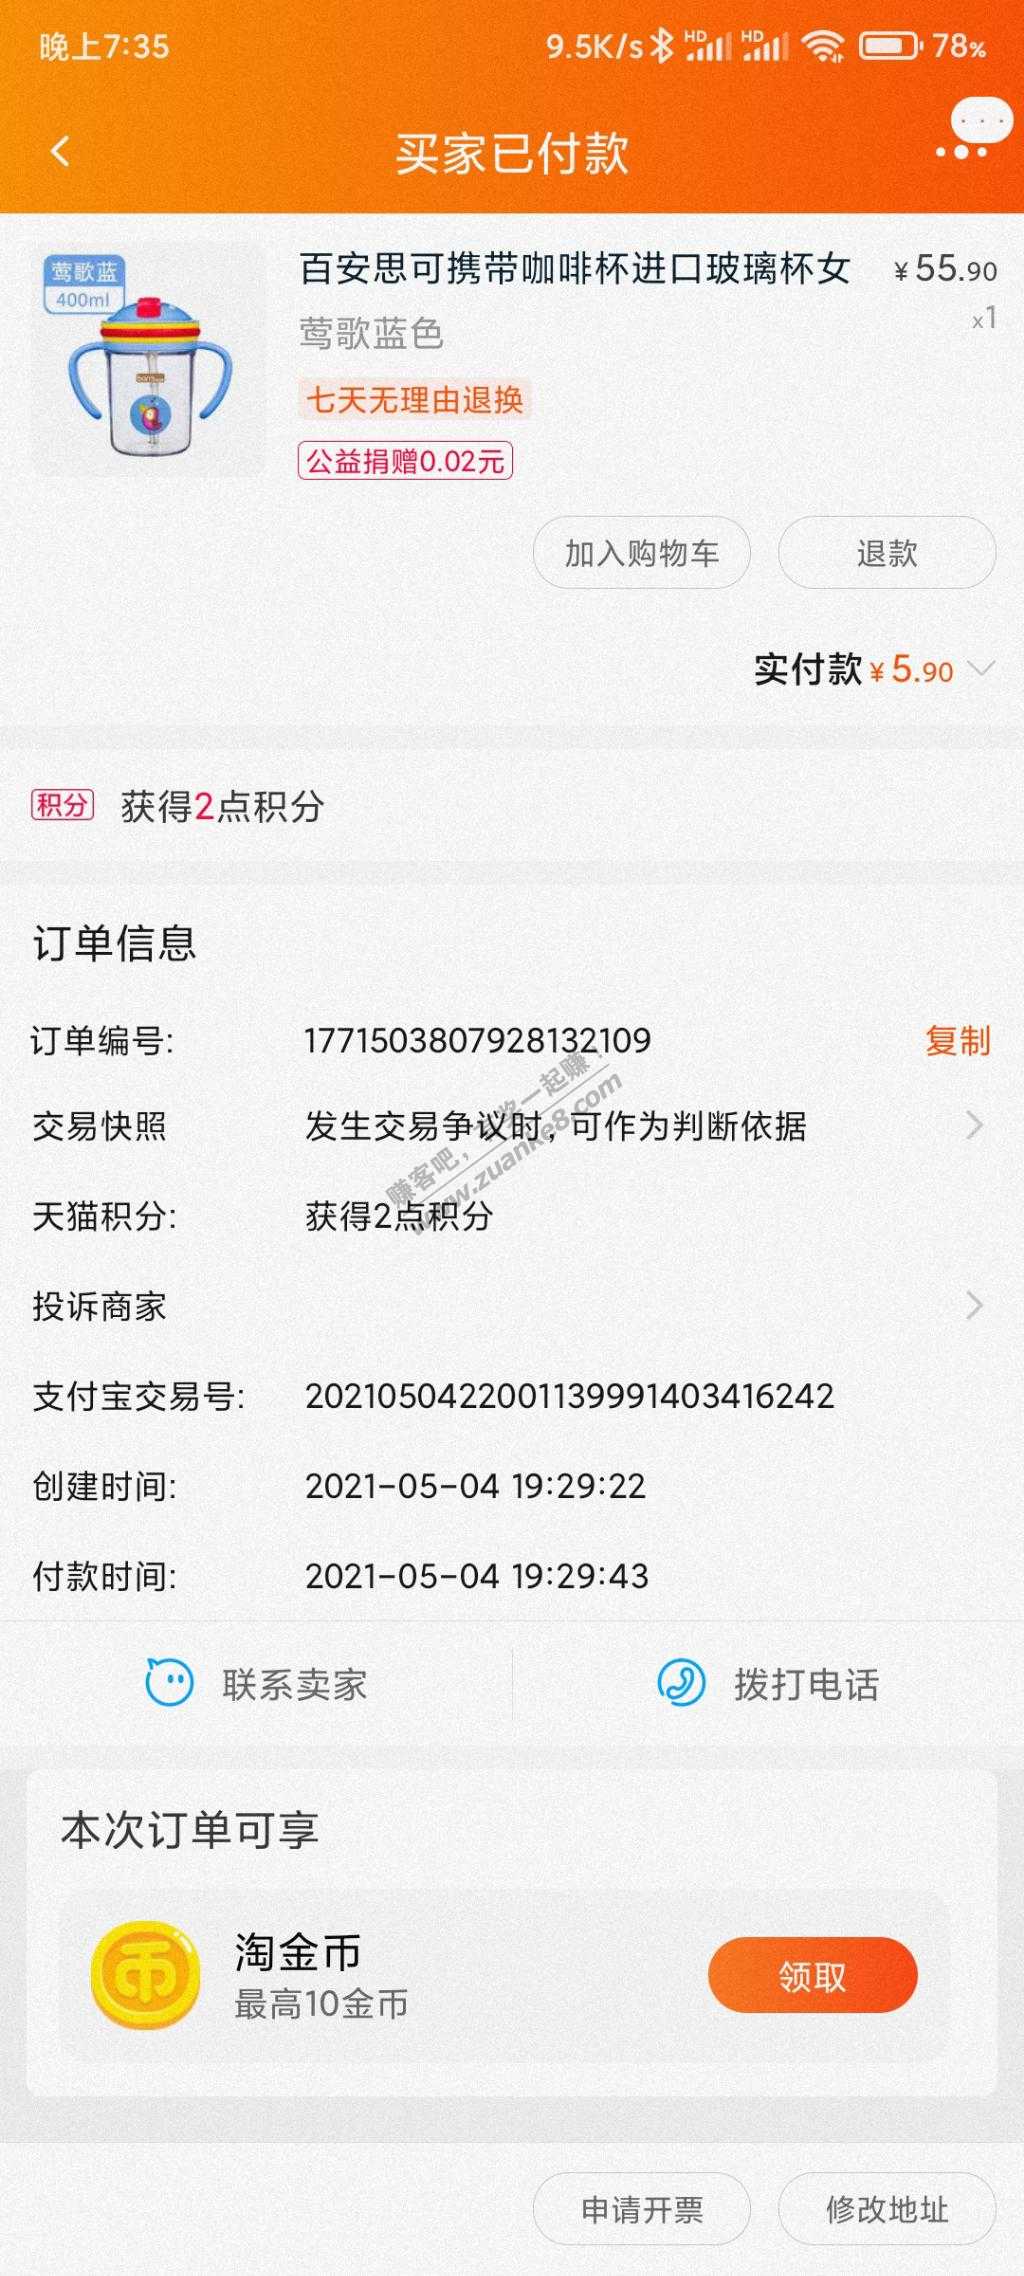 晚上7:35
9.5K/s HD HD 78%
买家已付款
莺歌蓝
400ml
百安思可携带咖啡杯进口玻璃杯女
¥55.90
莺歌蓝色
x1
七天无理由退换
公益捐赠0.02元
加入购物车
退款
实付款 ¥5.90
积分 获得2点积分
订单信息
订单编号: 1771503807928132109 复制
交易快照 发生交易争议时,可作为判断依据
赚客吧,有奖一起赚!
www.zuanke8.com
天猫积分: 获得2点积分
投诉商家
支付宝交易号: 2021050422001139991403416242
创建时间: 2021-05-04 19:29:22
付款时间: 2021-05-04 19:29:43
联系卖家
拨打电话
本次订单可享
币
淘金币
最高10金币
领取
申请开票
修改地址